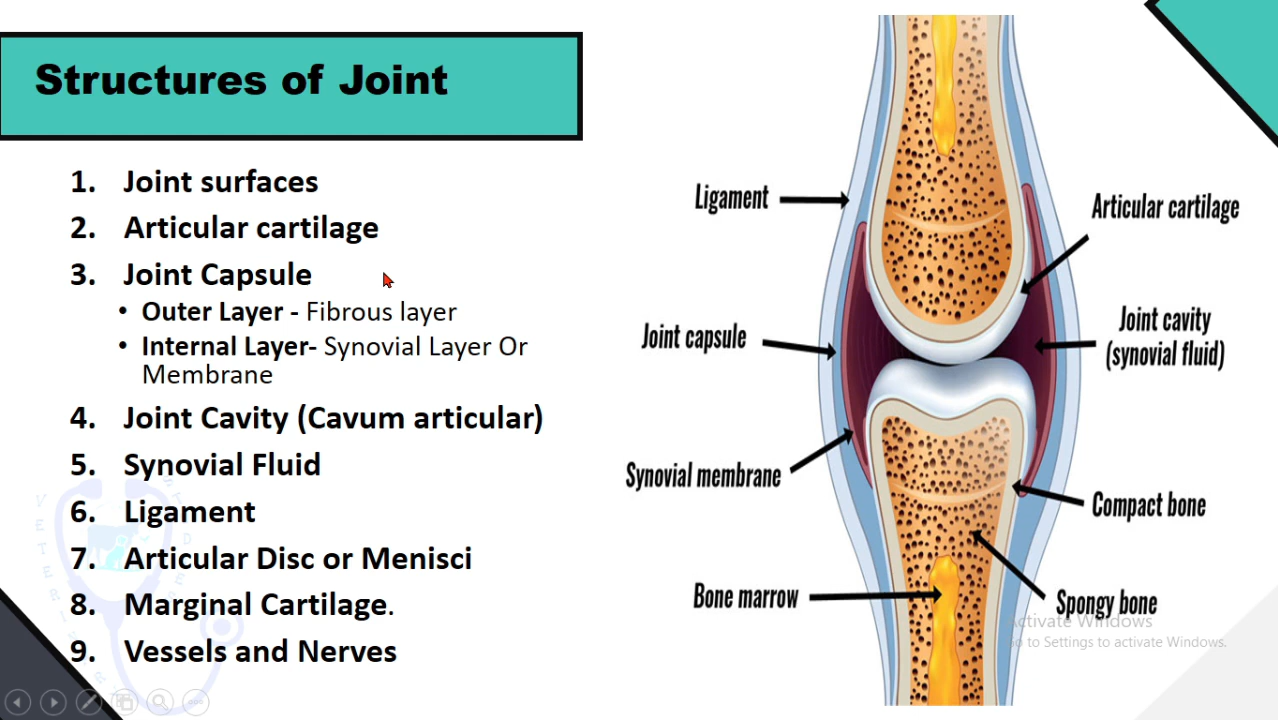 Structures of Joint
1. Joint surfaces
2. Articular cartilage
3. Joint Capsule
• Outer Layer - Fibrous layer
• Internal Layer- Synovial Layer Or
Membrane
4. Joint Cavity (Cavum articular)
5. Synovial Fluid
6. Ligament
7. Articular Disc or Menisci
8. Marginal Cartilage.
9. Vessels and Nerves
Ligament
Articular cartilage
Joint capsule
Joint cavity
(synovial fluid)
Synovial membrane
Compact bone
Bone marrow
Spongy bone
Activate Windows
Go to Settings to activate Windows.